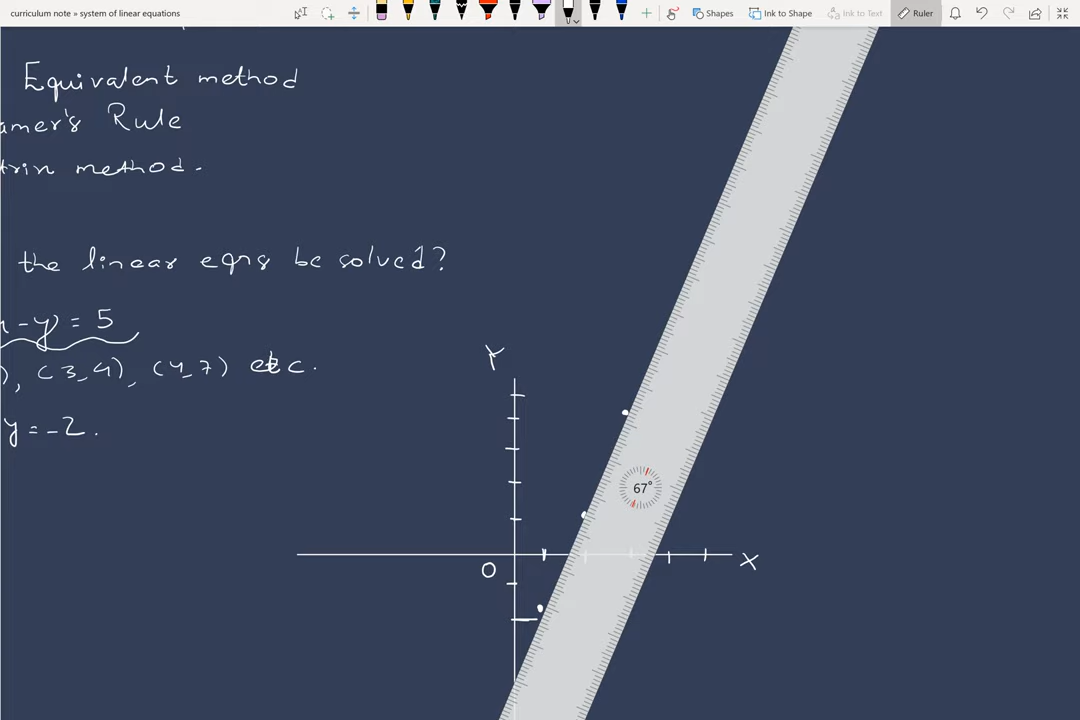 curriculum note » system of linear equations
Shapes Ink to Shape Ink to Text Ruler
Equivalent method
amer's Rule
trix method.
the linear eqns be solved?
x - y = 5
), (3, 4), (4, 7) etc.
y = -2.
Y
67°
O
X